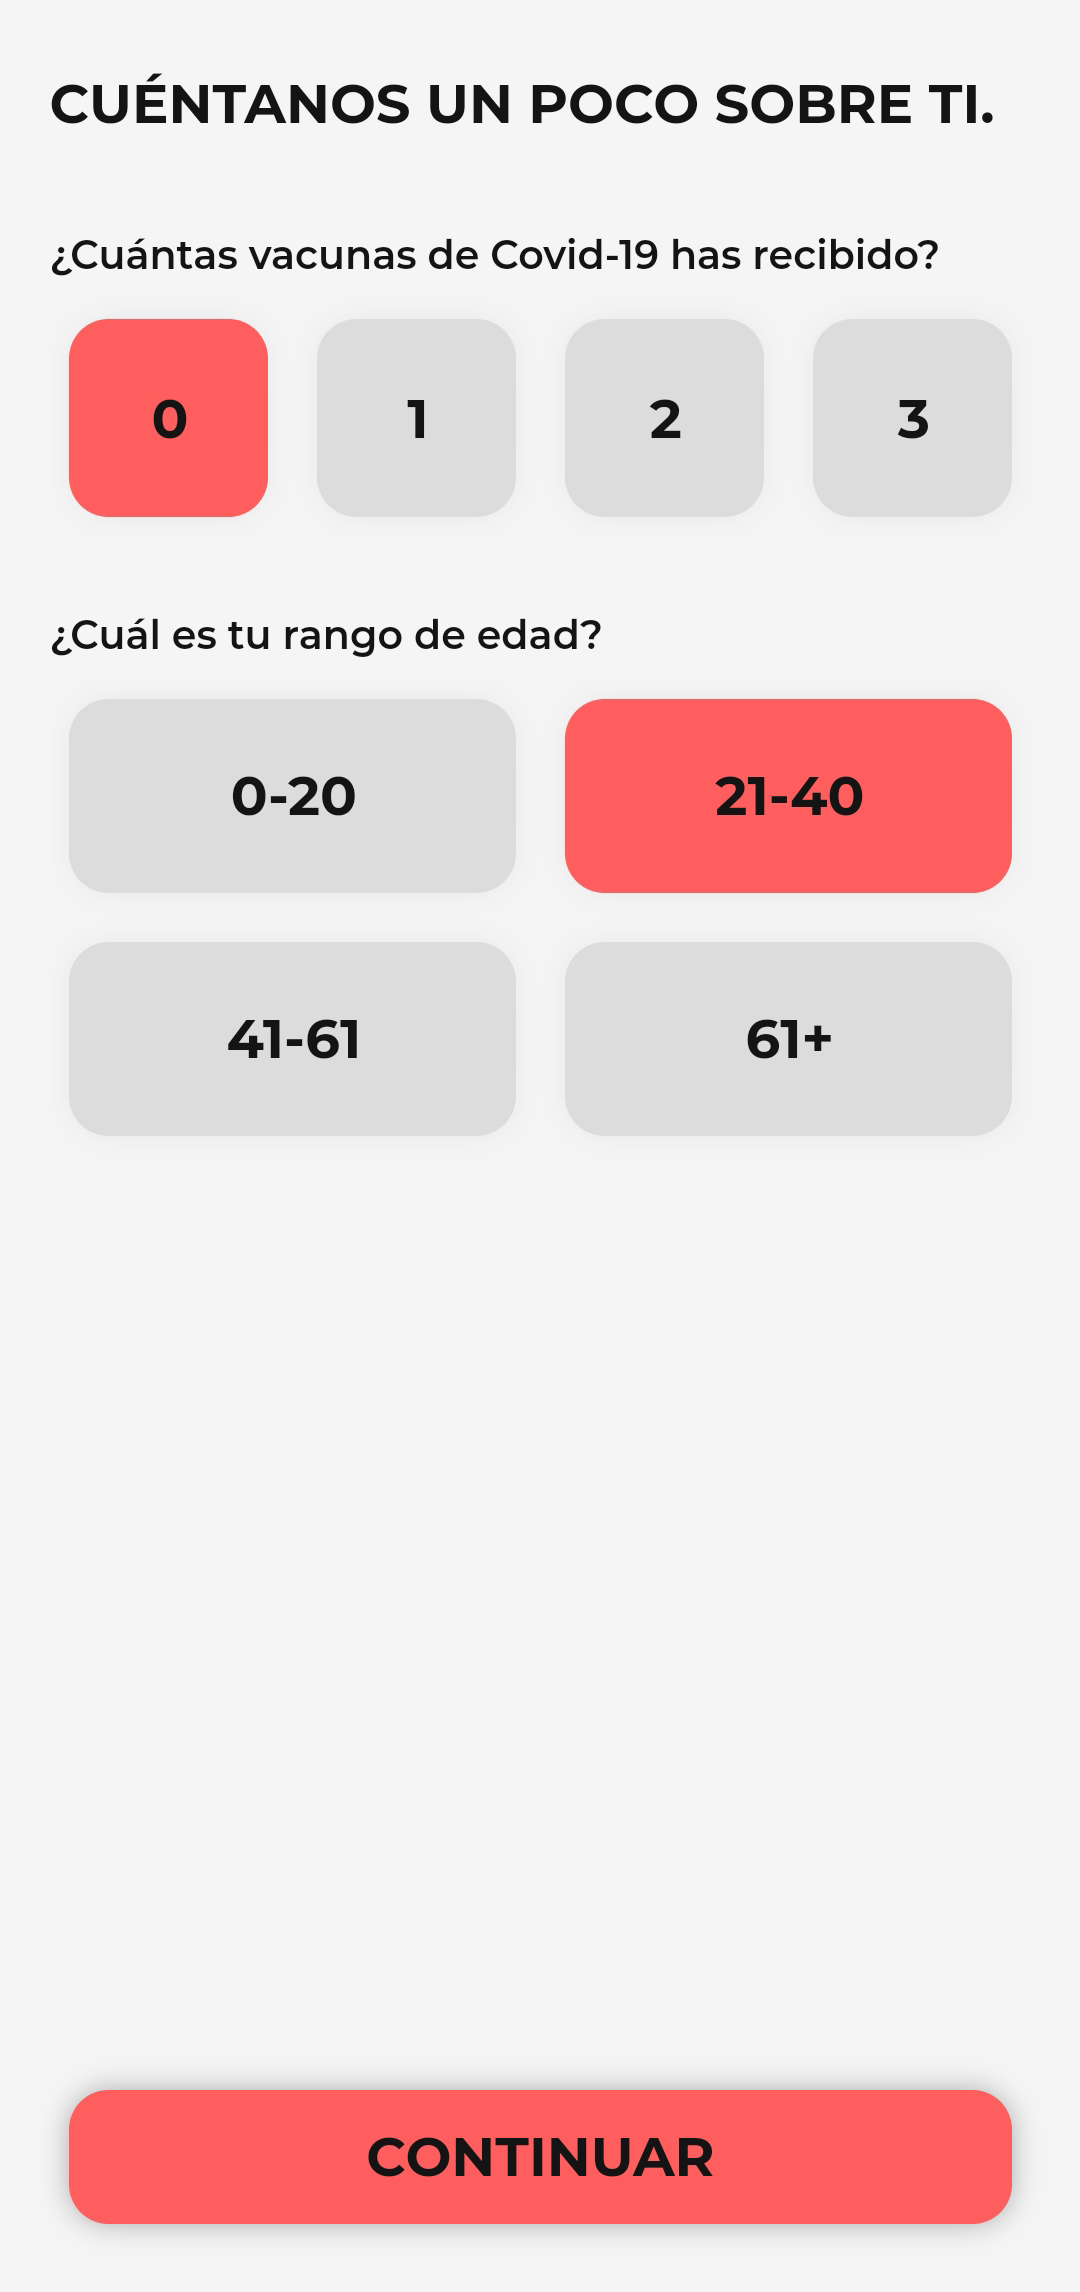 CUÉNTANOS UN POCO SOBRE TI.
¿Cuántas vacunas de Covid-19 has recibido?
0 1 2 3
¿Cuál es tu rango de edad?
0-20 21-40
41-61 61+
CONTINUAR